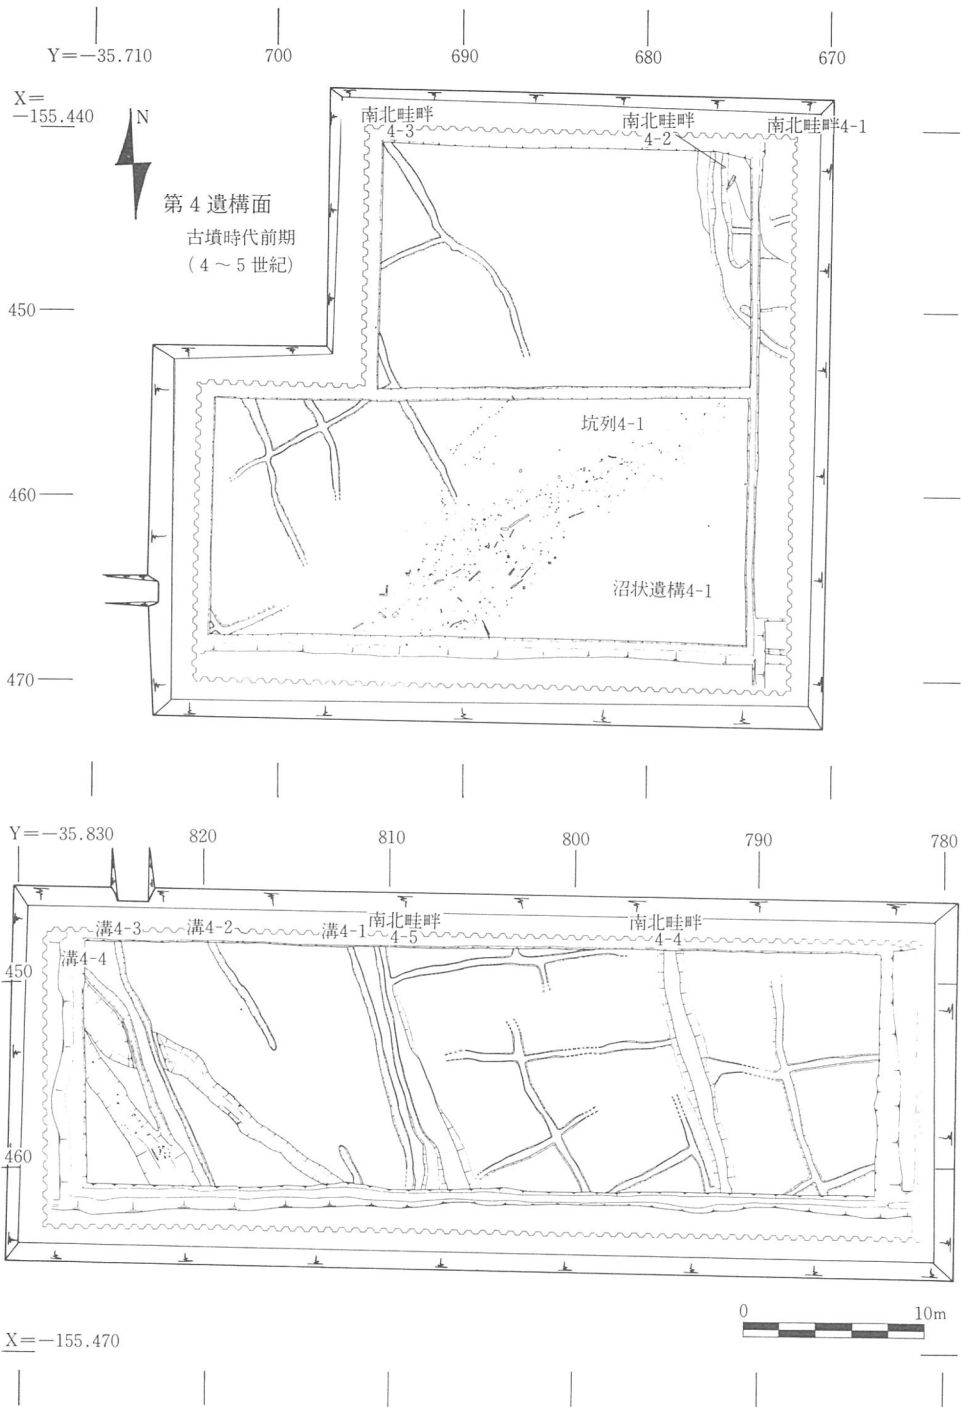 Y＝−35.710
700
690
680
670
X＝
−155.440
N
第4遺構面
古墳時代前期
（4～5世紀）
南北畦畔
4-3
南北畦畔
4-2
南北畦畔4-1
450
460
470
坑列4-1
沼状遺構4-1
Y＝−35.830
820
810
800
790
780
溝4-3
溝4-2
溝4-1
南北畦畔
4-5
南北畦畔
4-4
溝4-4
450
460
0
10m
X＝−155.470